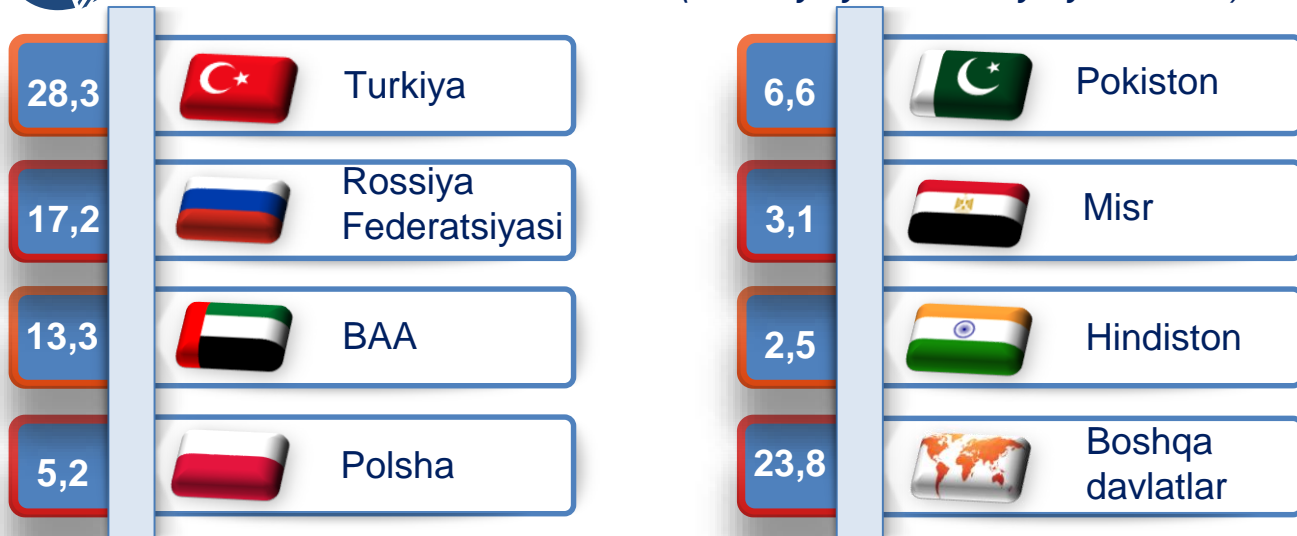 28,3
Turkiya
17,2
Rossiya
Federatsiyasi
13,3
BAA
5,2
Polsha
6,6
Pokiston
3,1
Misr
2,5
Hindiston
23,8
Boshqa
davlatlar